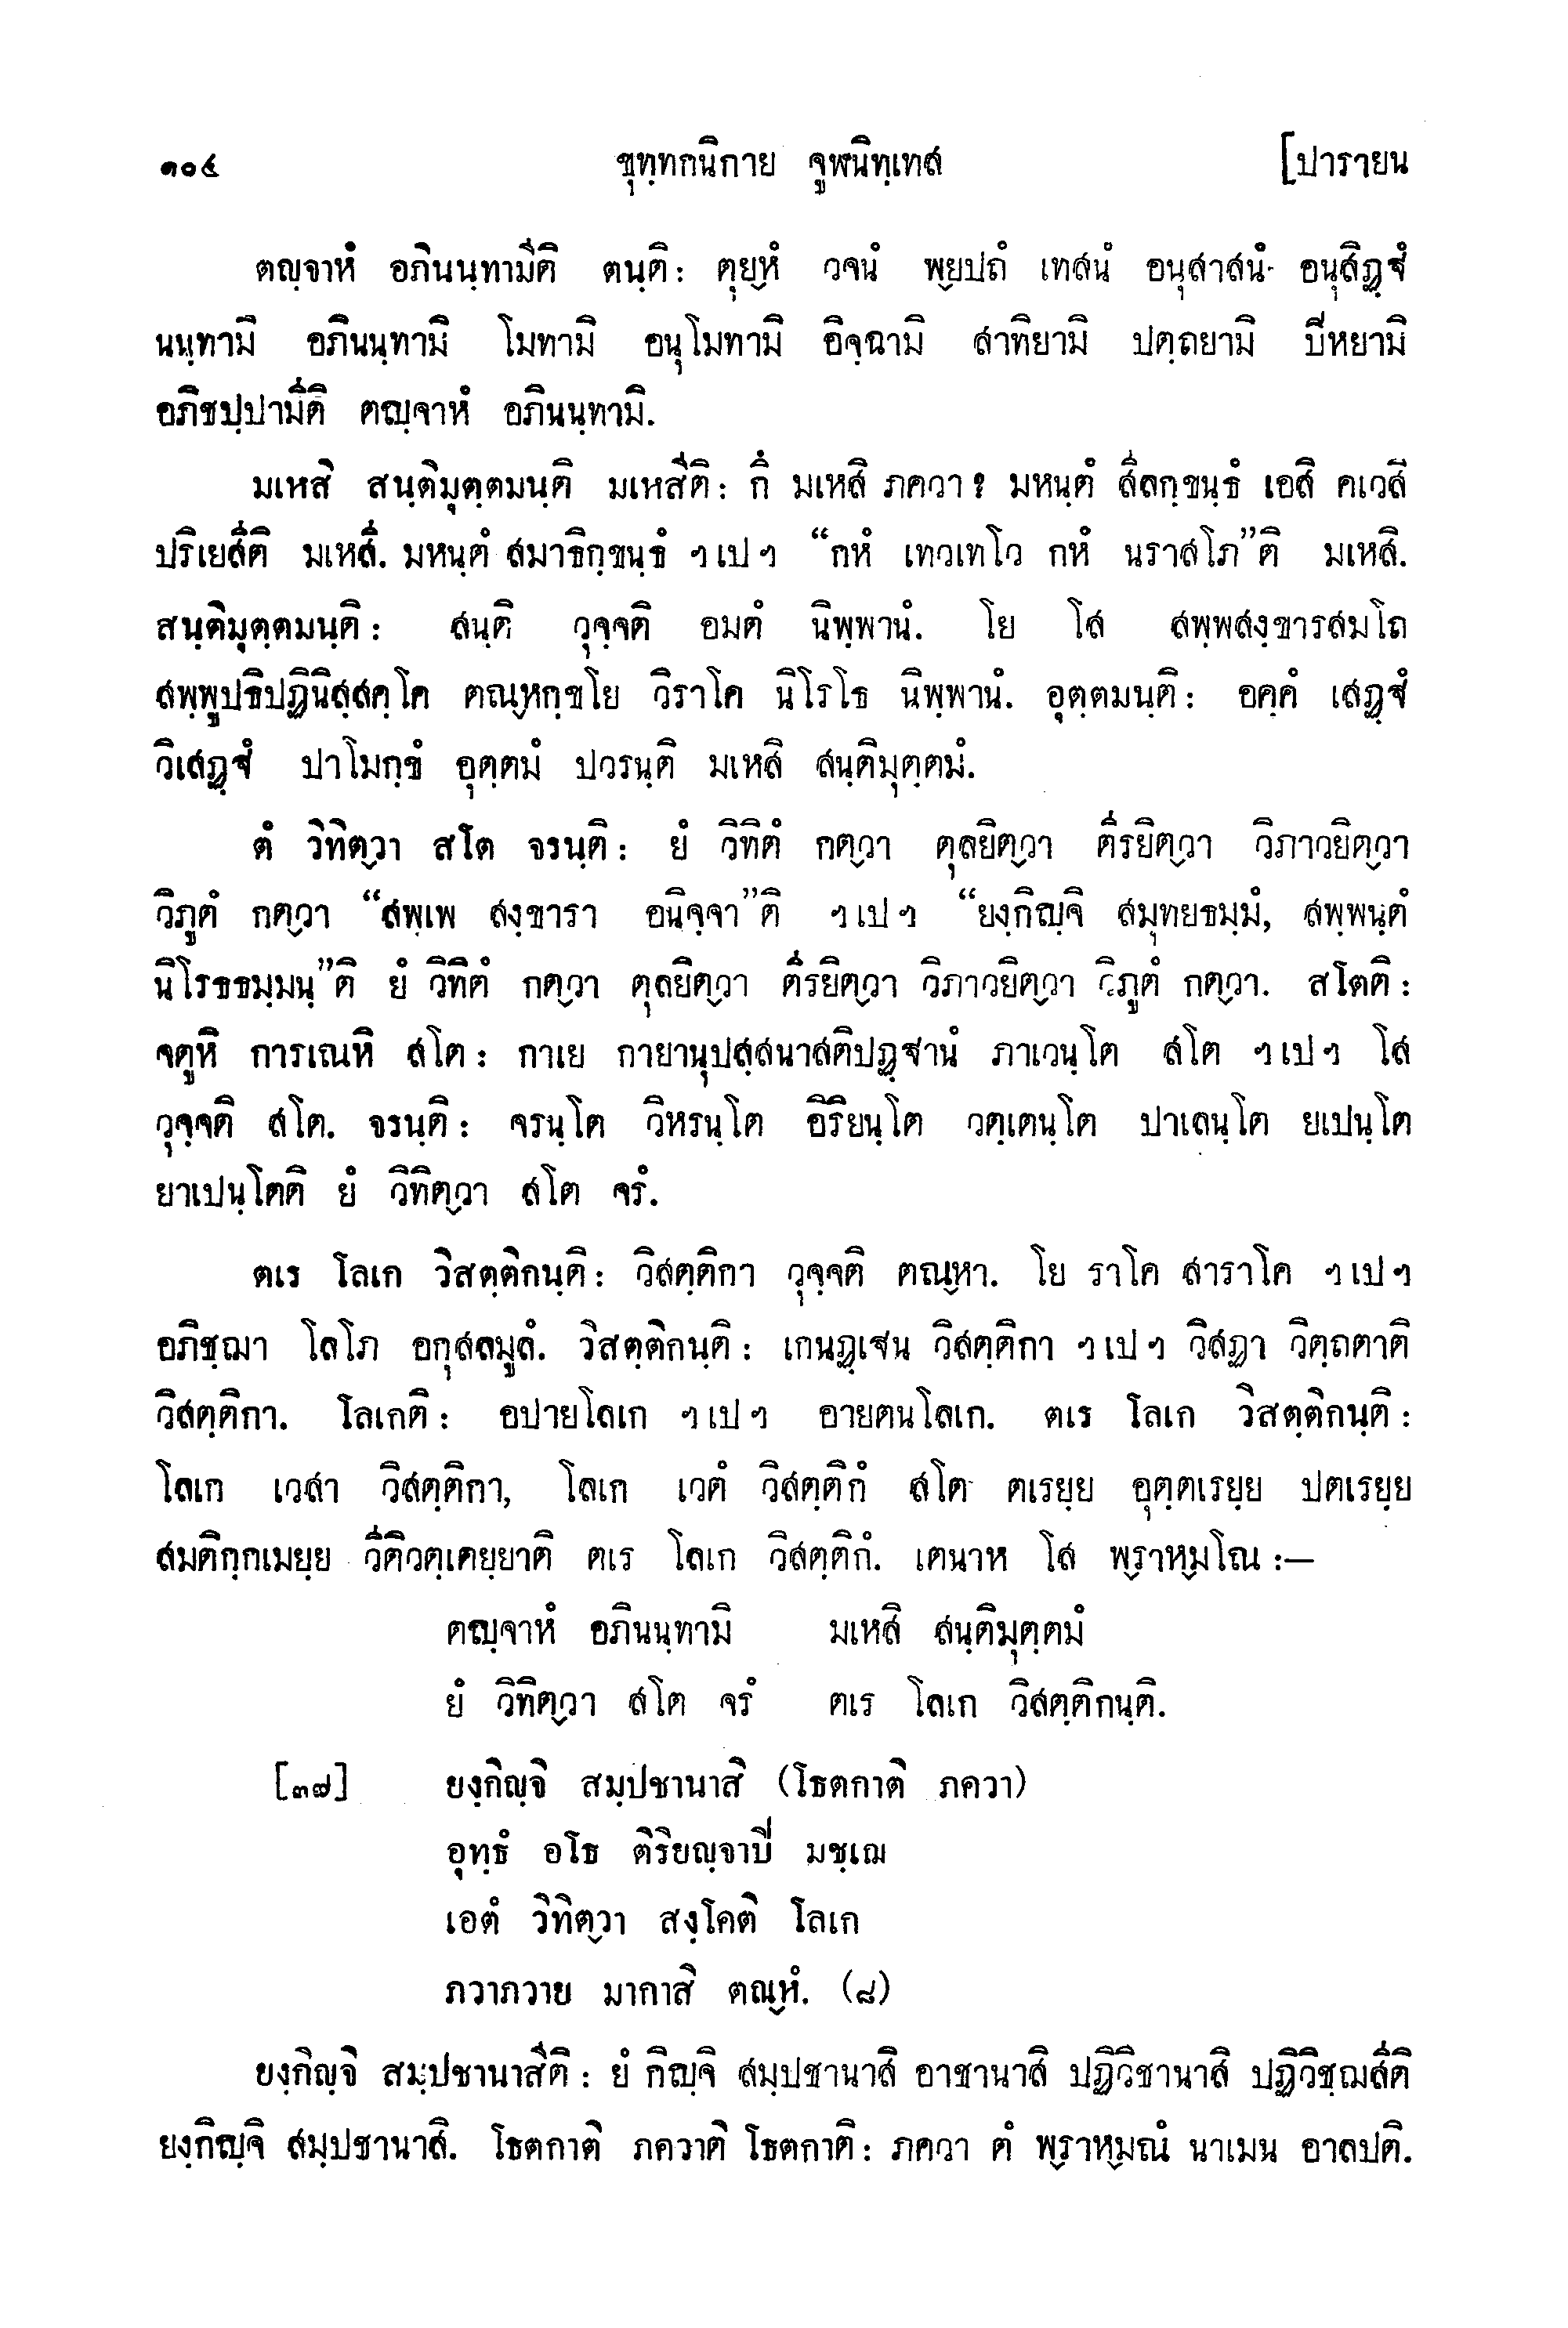 ๑๐๔ ขุทฺทกนิกาย จูฬนิทฺเทส [ปารายน
ตญฺจาหํ อภินนฺทามีติ ตนฺติ: ตุยฺหํ วจนํ พฺยปถํ เทสนํ อนุสาสนํ อนุสิฏฺฐํ
นนฺทามิ อภินนฺทามิ โมทามิ อนุโมทามิ อิจฺฉามิ สาทิยามิ ปตฺถยามิ ปิหยามิ
อภิชปฺปามีติ ตญฺจาหํ อภินนฺทามิ.
มเหสิ สนฺติมุตฺตมนฺติ มเหสีติ: กึ มเหสิ ภควา? มหนฺตํ สีลกฺขนฺธํ เอสิ คเวสิ
ปริเยสีติ มเหสี. มหนฺตํ สมาธิกฺขนฺธํ ฯเปฯ “กหํ เทวเทโว กหํ นราสโภ”ติ มเหสิ.
สนฺติมุตฺตมนฺติ: สนฺติ วุจฺจติ อมตํ นิพฺพานํ. โย โส สพฺพสงฺขารสมโถ
สพฺพูปธิปฏินิสฺสคฺโค ตณฺหกฺขโย วิราโค นิโรโธ นิพฺพานํ. อุตฺตมนฺติ: อคฺคํ เสฏฺฐํ
วิเสฏฺฐํ ปาโมกฺขํ อุตฺตมํ ปวรนฺติ มเหสิ สนฺติมุตฺตมํ.
ตํ วิทิตฺวา สโต จรนฺติ: ยํ วิทิตํ กตฺวา ตุลยิตฺวา ตีรยิตฺวา วิภาวยิตฺวา
วิภูตํ กตฺวา “สพฺเพ สงฺขารา อนิจฺจา”ติ ฯเปฯ “ยงฺกิญฺจิ สมุทยธมฺมํ, สพฺพนฺตํ
นิโรธธมฺมนฺ”ติ ยํ วิทิตํ กตฺวา ตุลยิตฺวา ตีรยิตฺวา วิภาวยิตฺวา วิภูตํ กตฺวา. สโตติ:
จตูหิ การเณหิ สโต: กาเย กายานุปสฺสนาสติปฏฺฐานํ ภาเวนฺโต สโต ฯเปฯ โส
วุจฺจติ สโต. จรนฺติ: จรนฺโต วิหรนฺโต อิริยนฺโต วตฺเตนฺโต ปาเลนฺโต ยเปนฺโต
ยาเปนฺโตติ ยํ วิทิตฺวา สโต จรํ.
ตเร โลเก วิสตฺติกนฺติ: วิสตฺติกา วุจฺจติ ตณฺหา. โย ราโค สาราโค ฯเปฯ
อภิชฺฌา โลโภ อกุสลมูลํ. วิสตฺติกนฺติ: เกนฏฺเฐน วิสตฺติกา ฯเปฯ วิสฏา วิตฺถตาติ
วิสตฺติกา. โลเกติ: อปายโลเก ฯเปฯ อายตนโลเก. ตเร โลเก วิสตฺติกนฺติ:
โลเก เวสา วิสตฺติกา, โลเก เวตํ วิสตฺติกํ สโต ตเรยฺย อุตฺตเรยฺย ปตเรยฺย
สมติกฺกเมยฺย วีติวตฺเตยฺยาติ ตเร โลเก วิสตฺติกํ. เตนาห โส พฺราหฺมโณ :—
ตญฺจาหํ อภินนฺทามิ มเหสิ สนฺติมุตฺตมํ
ยํ วิทิตฺวา สโต จรํ ตเร โลเก วิสตฺติกนฺติ.
[๓๗] ยงฺกิญฺจิ สมฺปชานาสิ (โธตกาติ ภควา)
อุทฺธํ อโธ ติริยญฺจาปิ มชฺเฌ
เอตํ วิทิตฺวา สงฺโคติ โลเก
ภวาภวาย มากาสิ ตณฺหํ. (๘)
ยงฺกิญฺจิ สมฺปชานาสีติ: ยํ กิญฺจิ สมฺปชานาสิ อาชานาสิ ปฏิวิชานาสิ ปฏิวิชฺฌสีติ
ยงฺกิญฺจิ สมฺปชานาสิ. โธตกาติ ภควาติ โธตกาติ: ภควา ตํ พฺราหฺมณํ นาเมน อาลปติ.